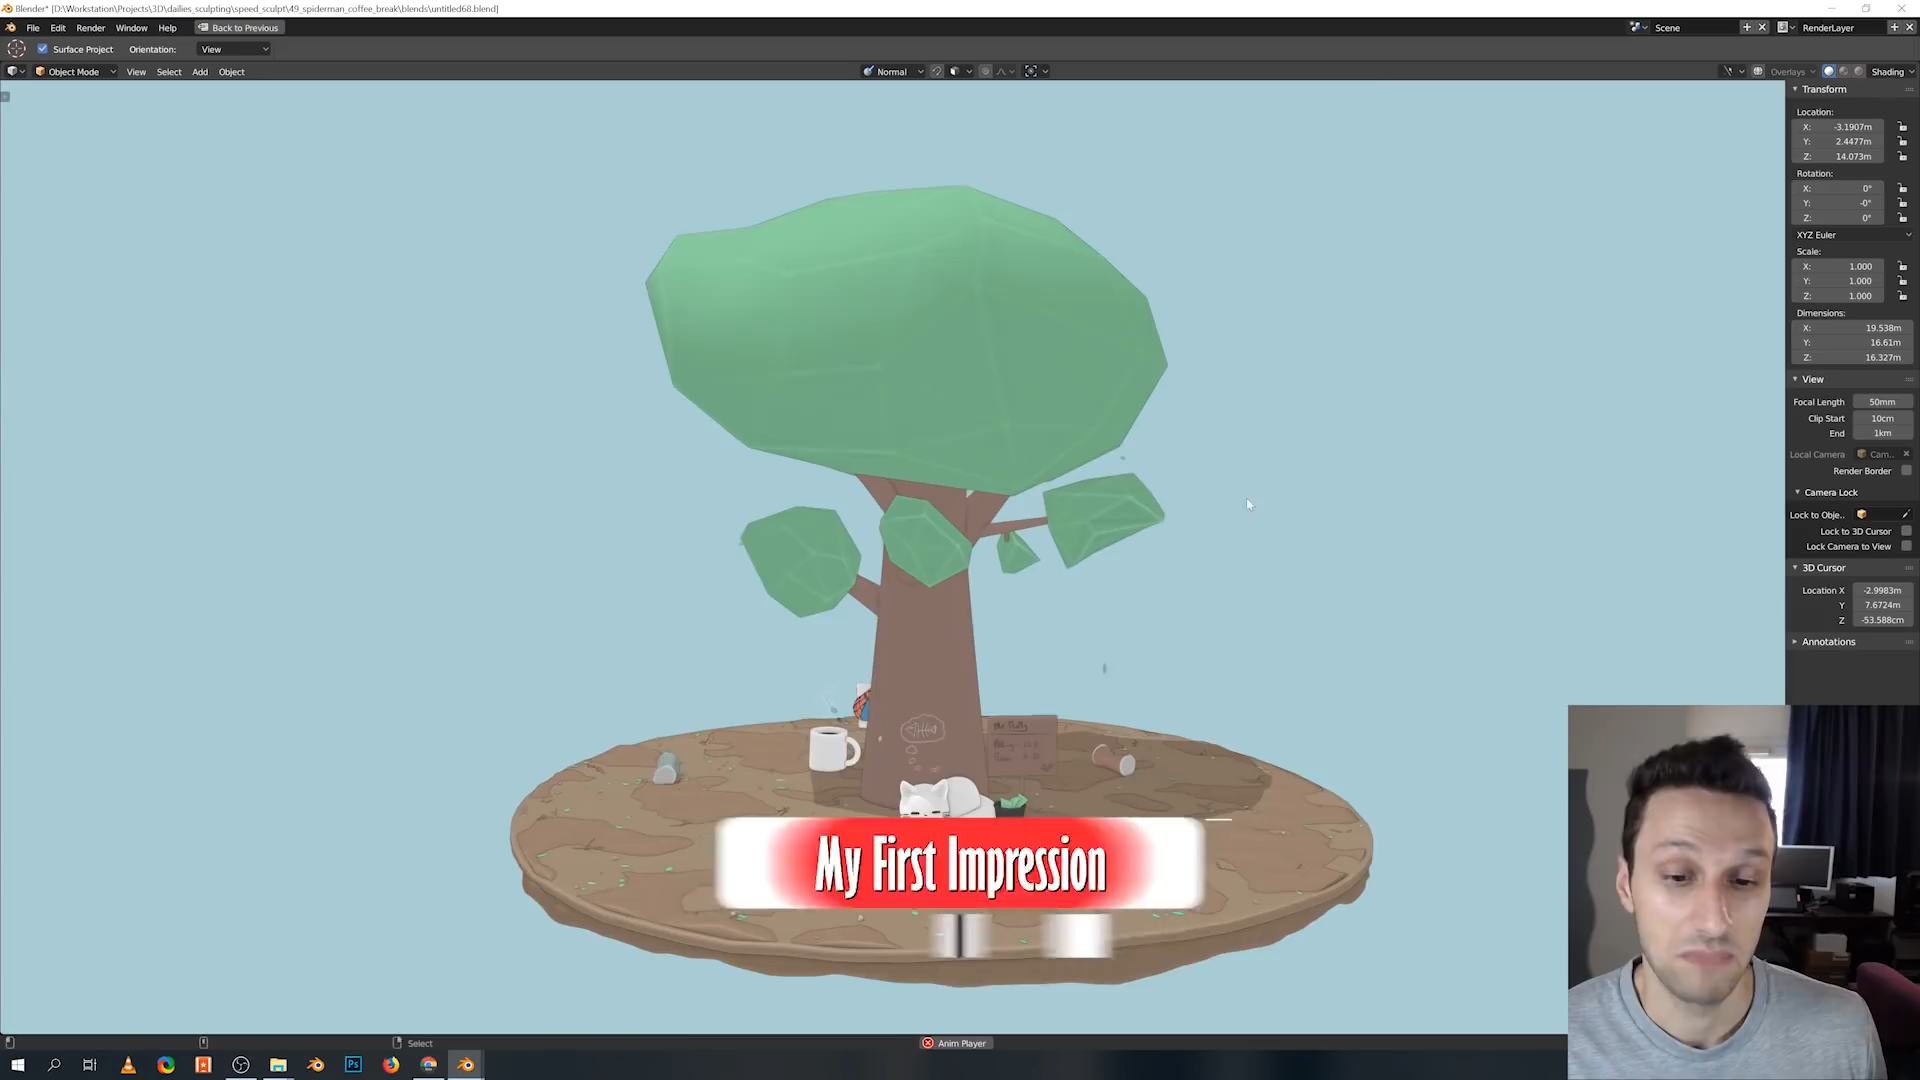 Blender* [D:\Workstation\Projects\3D\dailies_sculpting\speed_sculpt\49_spiderman_coffee_break\blends\untitled68.blend]
File Edit Render Window Help Back to Previous Scene RenderLayer
Surface Project Orientation: View
Object Mode View Select Add Object Normal Overlays Shading
Transform
Location:
X: -3.1907m
Y: 2.4477m
Z: 14.073m
Rotation:
X: 0°
Y: -0°
Z: 0°
XYZ Euler
Scale:
X: 1.000
Y: 1.000
Z: 1.000
Dimensions:
X: 19.538m
Y: 16.61m
Z: 16.327m
View
Focal Length 50mm
Clip Start 10cm
End 1km
Local Camera Cam..
Render Border
Camera Lock
Lock to Obje..
Lock to 3D Cursor
Lock Camera to View
3D Cursor
Location X -2.9983m
Y 7.6724m
Z -53.588cm
Annotations
My First Impression
Select Anim Player
Ps